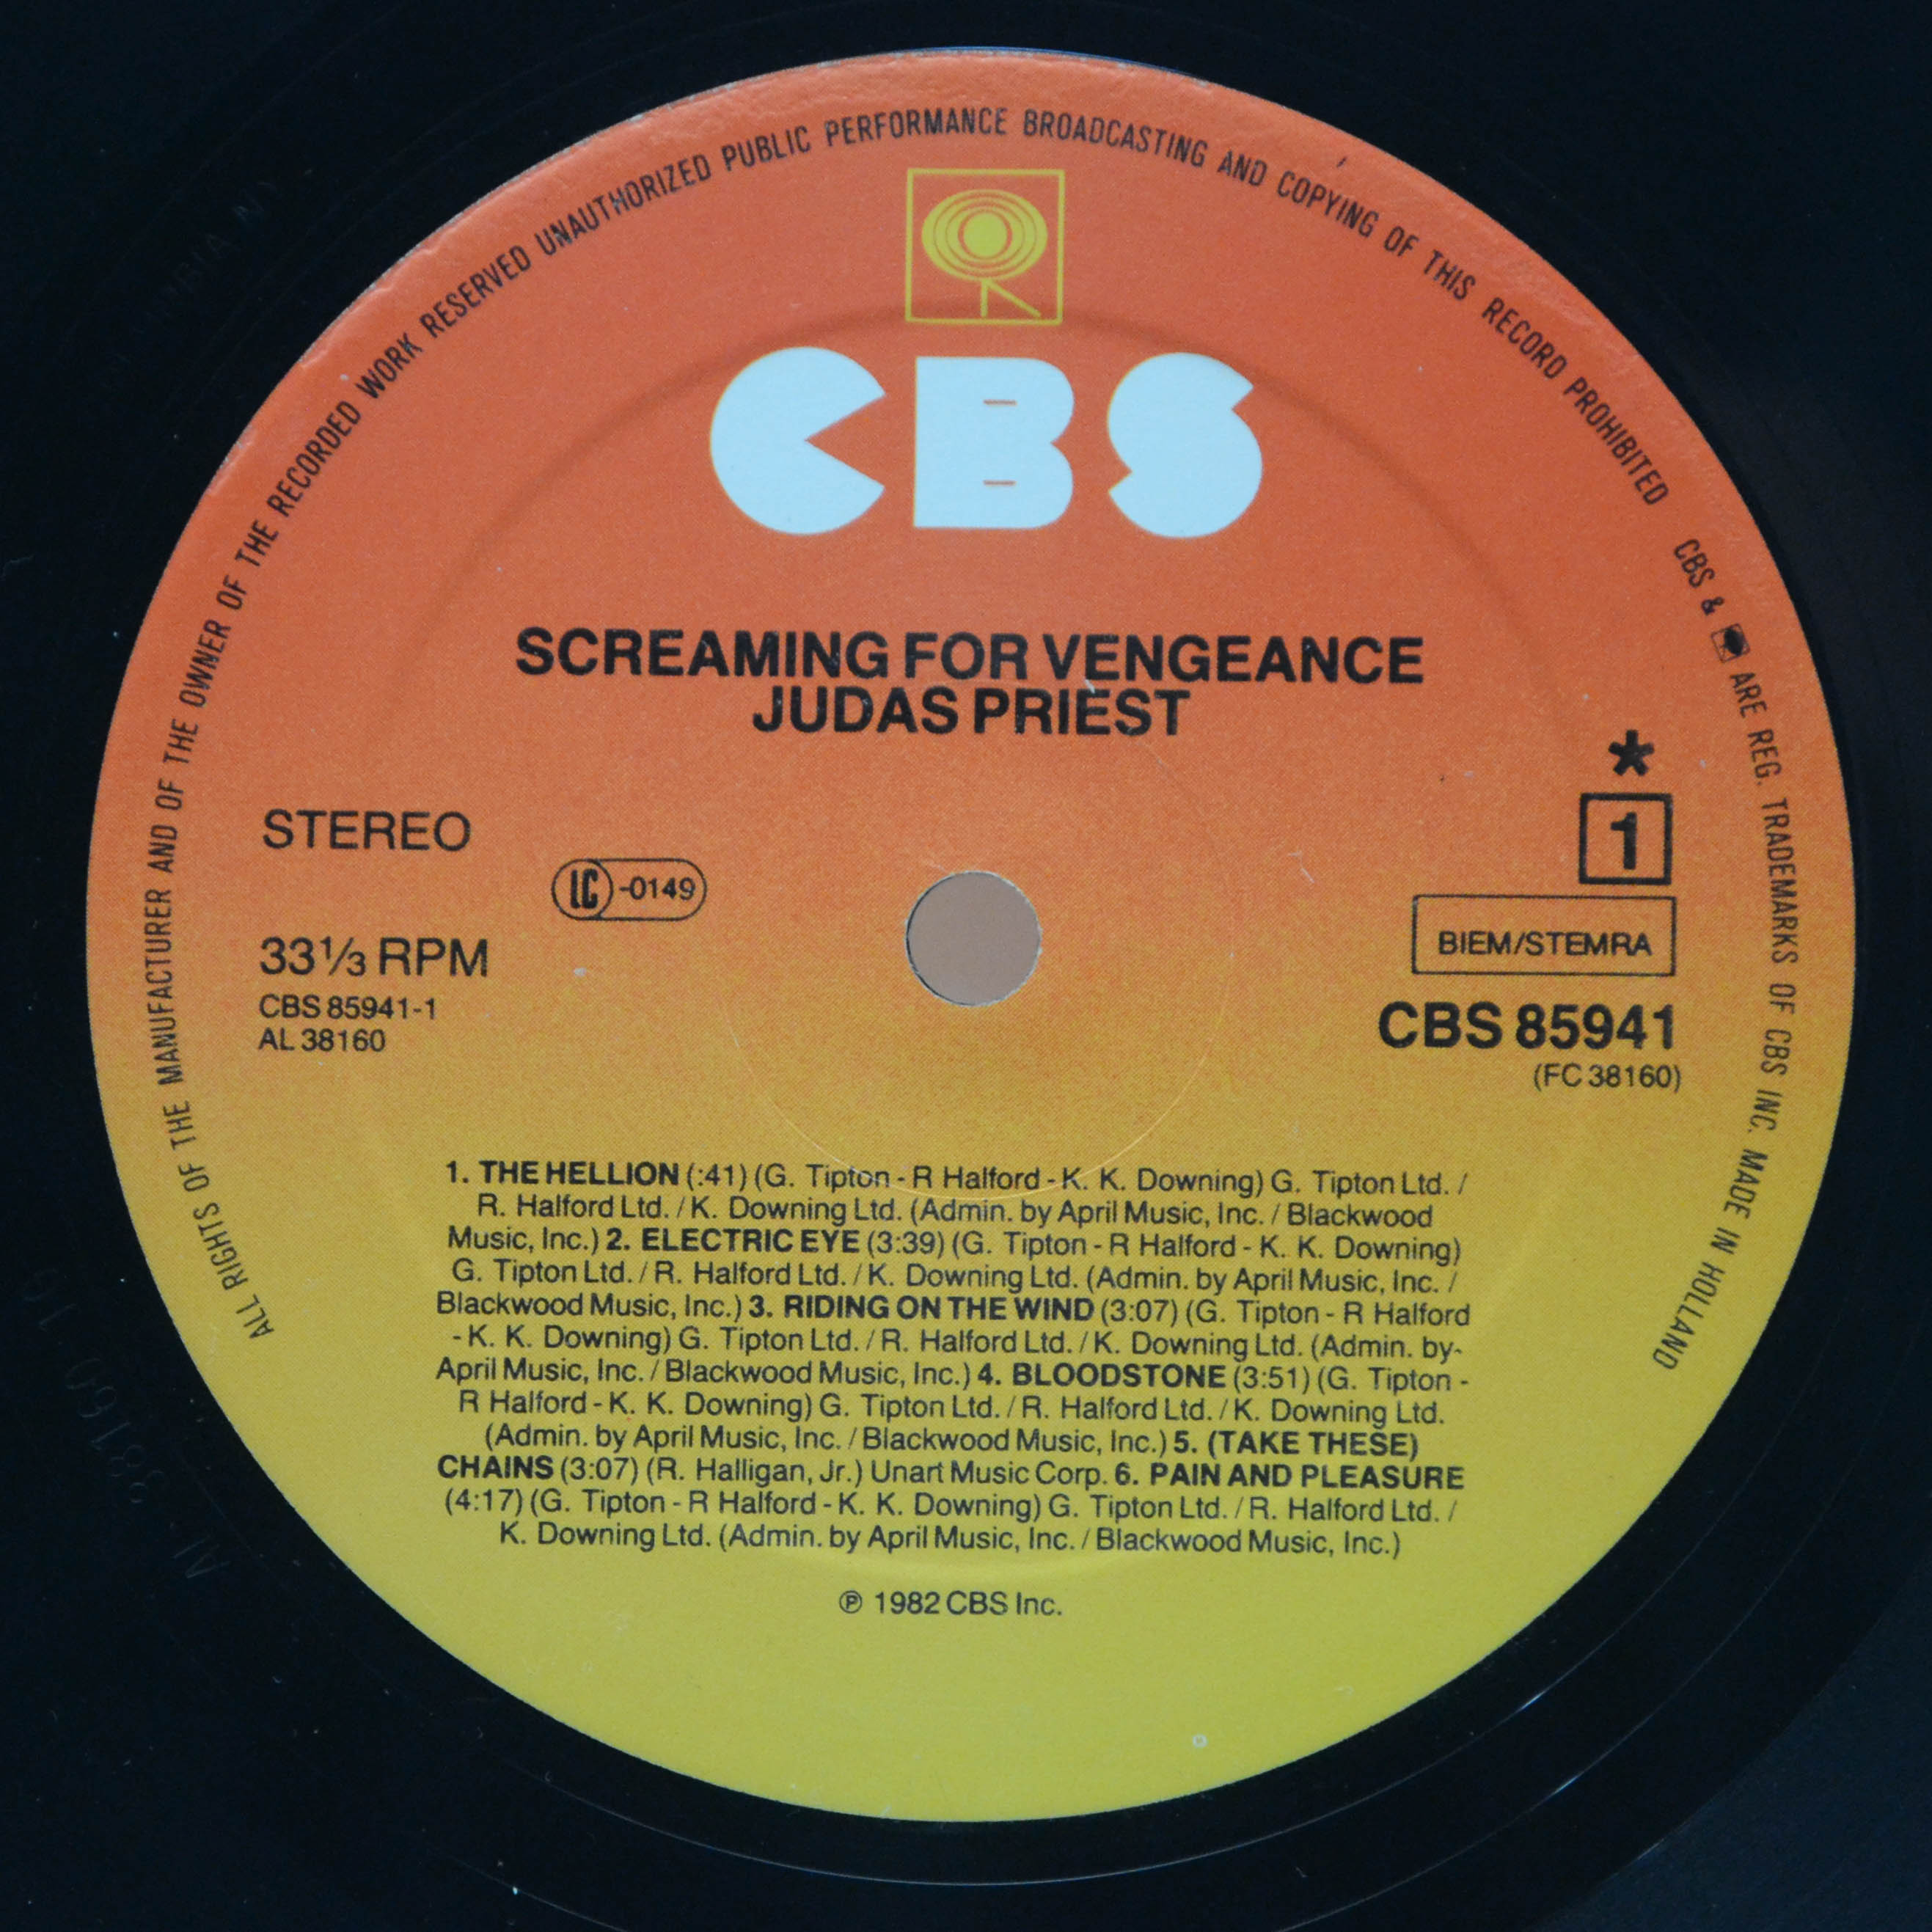 ALL RIGHTS OF THE MANUFACTURER AND OF THE OWNER OF THE RECORDED WORK RESERVED UNAUTHORIZED PUBLIC PERFORMANCE BROADCASTING AND COPYING OF THIS RECORD PROHIBITED
CBS & ARE REG. TRADEMARKS OF CBS INC. MADE IN HOLLAND
CBS
SCREAMING FOR VENGEANCE
JUDAS PRIEST
STEREO
LC -0149
33⅓ RPM
CBS 85941-1
AL 38160
*
1
BIEM/STEMRA
CBS 85941
(FC 38160)
1. THE HELLION (:41) (G. Tipton - R Halford - K. K. Downing) G. Tipton Ltd. /
R. Halford Ltd. / K. Downing Ltd. (Admin. by April Music, Inc. / Blackwood
Music, Inc.) 2. ELECTRIC EYE (3:39) (G. Tipton - R Halford - K. K. Downing)
G. Tipton Ltd. / R. Halford Ltd. / K. Downing Ltd. (Admin. by April Music, Inc. /
Blackwood Music, Inc.) 3. RIDING ON THE WIND (3:07) (G. Tipton - R Halford
- K. K. Downing) G. Tipton Ltd. / R. Halford Ltd. / K. Downing Ltd. (Admin. by-
April Music, Inc. / Blackwood Music, Inc.) 4. BLOODSTONE (3:51) (G. Tipton -
R Halford - K. K. Downing) G. Tipton Ltd. / R. Halford Ltd. / K. Downing Ltd.
(Admin. by April Music, Inc. / Blackwood Music, Inc.) 5. (TAKE THESE)
CHAINS (3:07) (R. Halligan, Jr.) Unart Music Corp. 6. PAIN AND PLEASURE
(4:17) (G. Tipton - R Halford - K. K. Downing) G. Tipton Ltd. / R. Halford Ltd. /
K. Downing Ltd. (Admin. by April Music, Inc. / Blackwood Music, Inc.)
℗ 1982 CBS Inc.